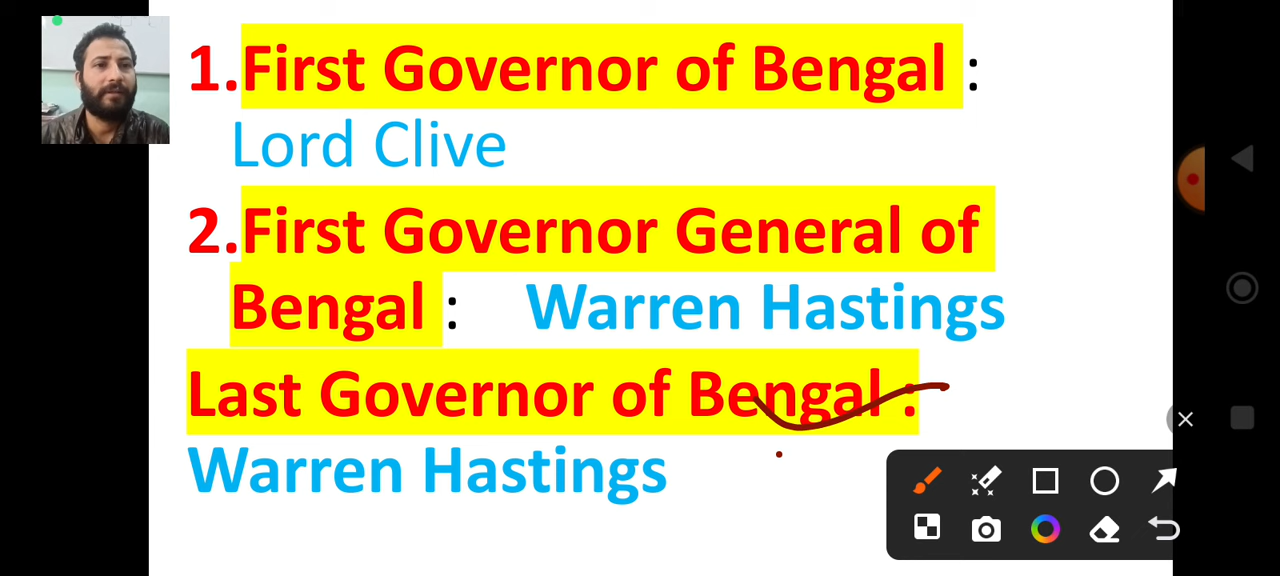 1.First Governor of Bengal :
Lord Clive
2.First Governor General of
Bengal : Warren Hastings
Last Governor of Bengal :
Warren Hastings